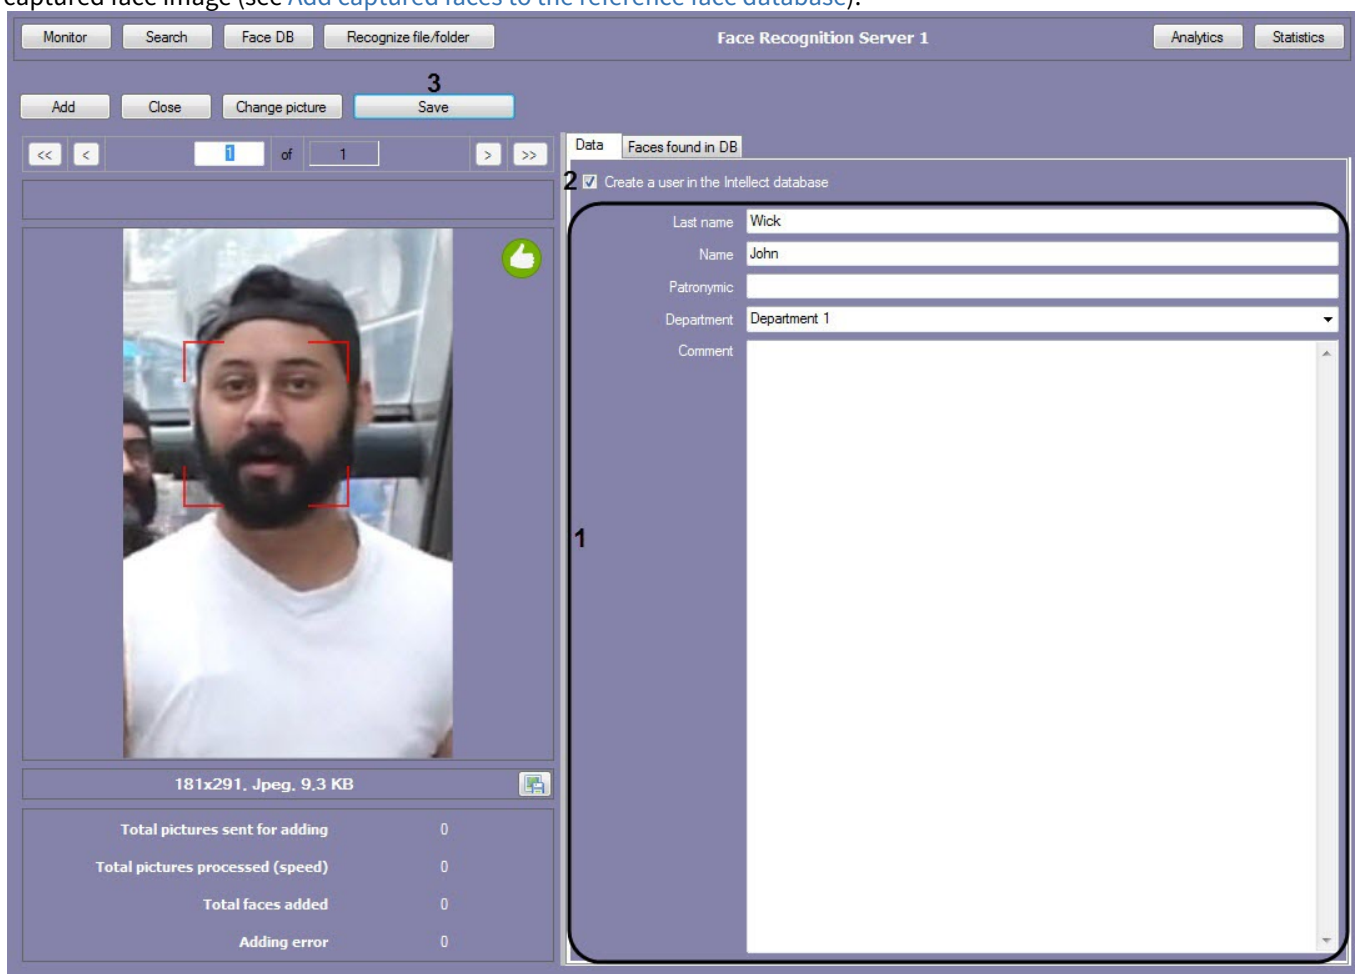 captured face image (see Add captured faces to the reference face database).
Monitor Search Face DB Recognize file/folder Face Recognition Server 1 Analytics Statistics
3
Add Close Change picture Save
<< < 1 of 1 > >>
Data Faces found in DB
2 Create a user in the Intellect database
Last name Wick
Name John
Patronymic
Department Department 1
Comment
1
181x291, Jpeg, 9,3 KB
Total pictures sent for adding 0
Total pictures processed (speed) 0
Total faces added 0
Adding error 0